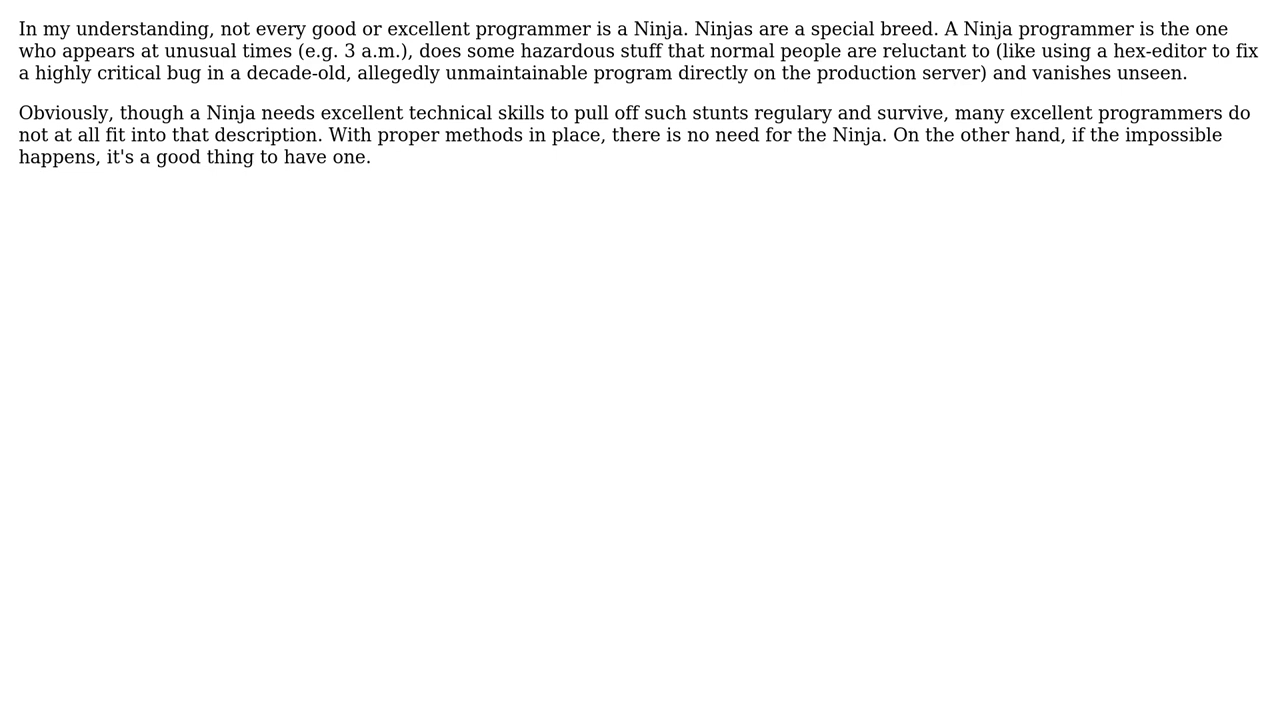 In my understanding, not every good or excellent programmer is a Ninja. Ninjas are a special breed. A Ninja programmer is the one
who appears at unusual times (e.g. 3 a.m.), does some hazardous stuff that normal people are reluctant to (like using a hex-editor to fix
a highly critical bug in a decade-old, allegedly unmaintainable program directly on the production server) and vanishes unseen.
Obviously, though a Ninja needs excellent technical skills to pull off such stunts regulary and survive, many excellent programmers do
not at all fit into that description. With proper methods in place, there is no need for the Ninja. On the other hand, if the impossible
happens, it's a good thing to have one.